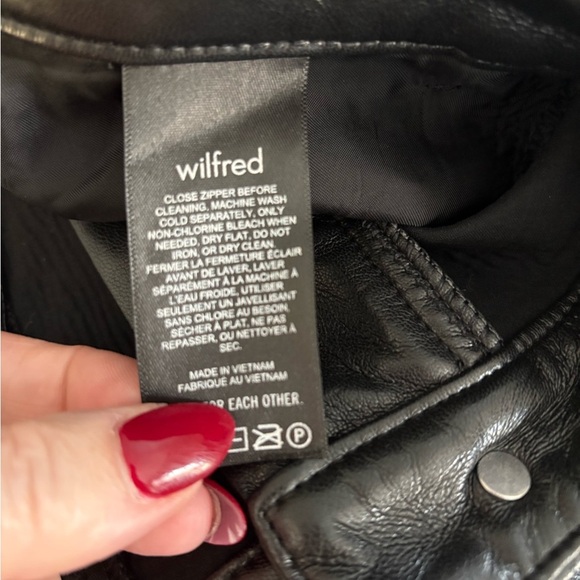 wilfred
CLOSE ZIPPER BEFORE
CLEANING, MACHINE WASH
COLD SEPARATELY, ONLY
NON-CHLORINE BLEACH WHEN
NEEDED, DRY FLAT, DO NOT
IRON, OR DRY CLEAN.
FERMER LA FERMETURE ÉCLAIR
AVANT DE LAVER, LAVER
SÉPARÉMENT À LA MACHINE À
L'EAU FROIDE, UTILISER
SEULEMENT UN JAVELLISANT
SANS CHLORE AU BESOIN,
SÉCHER À PLAT, NE PAS
REPASSER, OU NETTOYER À
SEC.
MADE IN VIETNAM
FABRIQUÉ AU VIETNAM
FOR EACH OTHER.
P